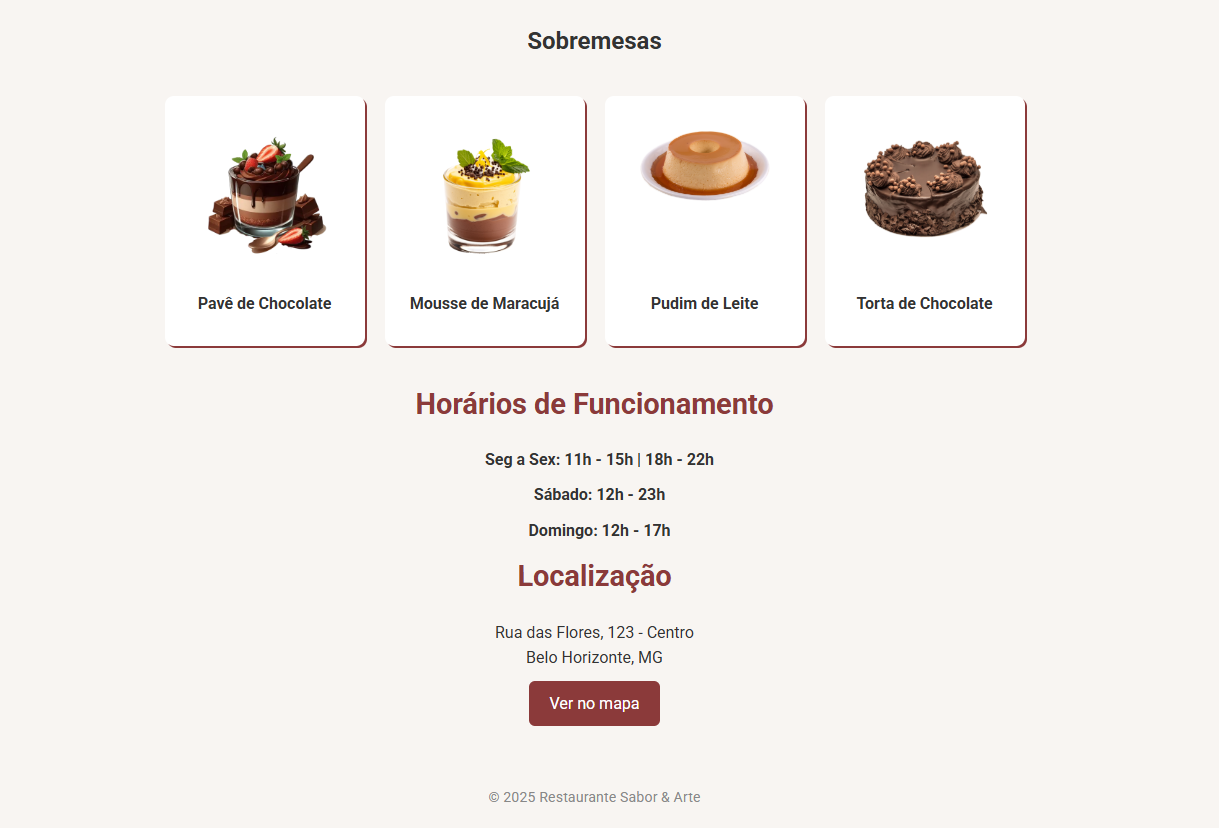 Sobremesas
Pavê de Chocolate
Mousse de Maracujá
Pudim de Leite
Torta de Chocolate
Horários de Funcionamento
Seg a Sex: 11h - 15h | 18h - 22h
Sábado: 12h - 23h
Domingo: 12h - 17h
Localização
Rua das Flores, 123 - Centro
Belo Horizonte, MG
Ver no mapa
© 2025 Restaurante Sabor & Arte